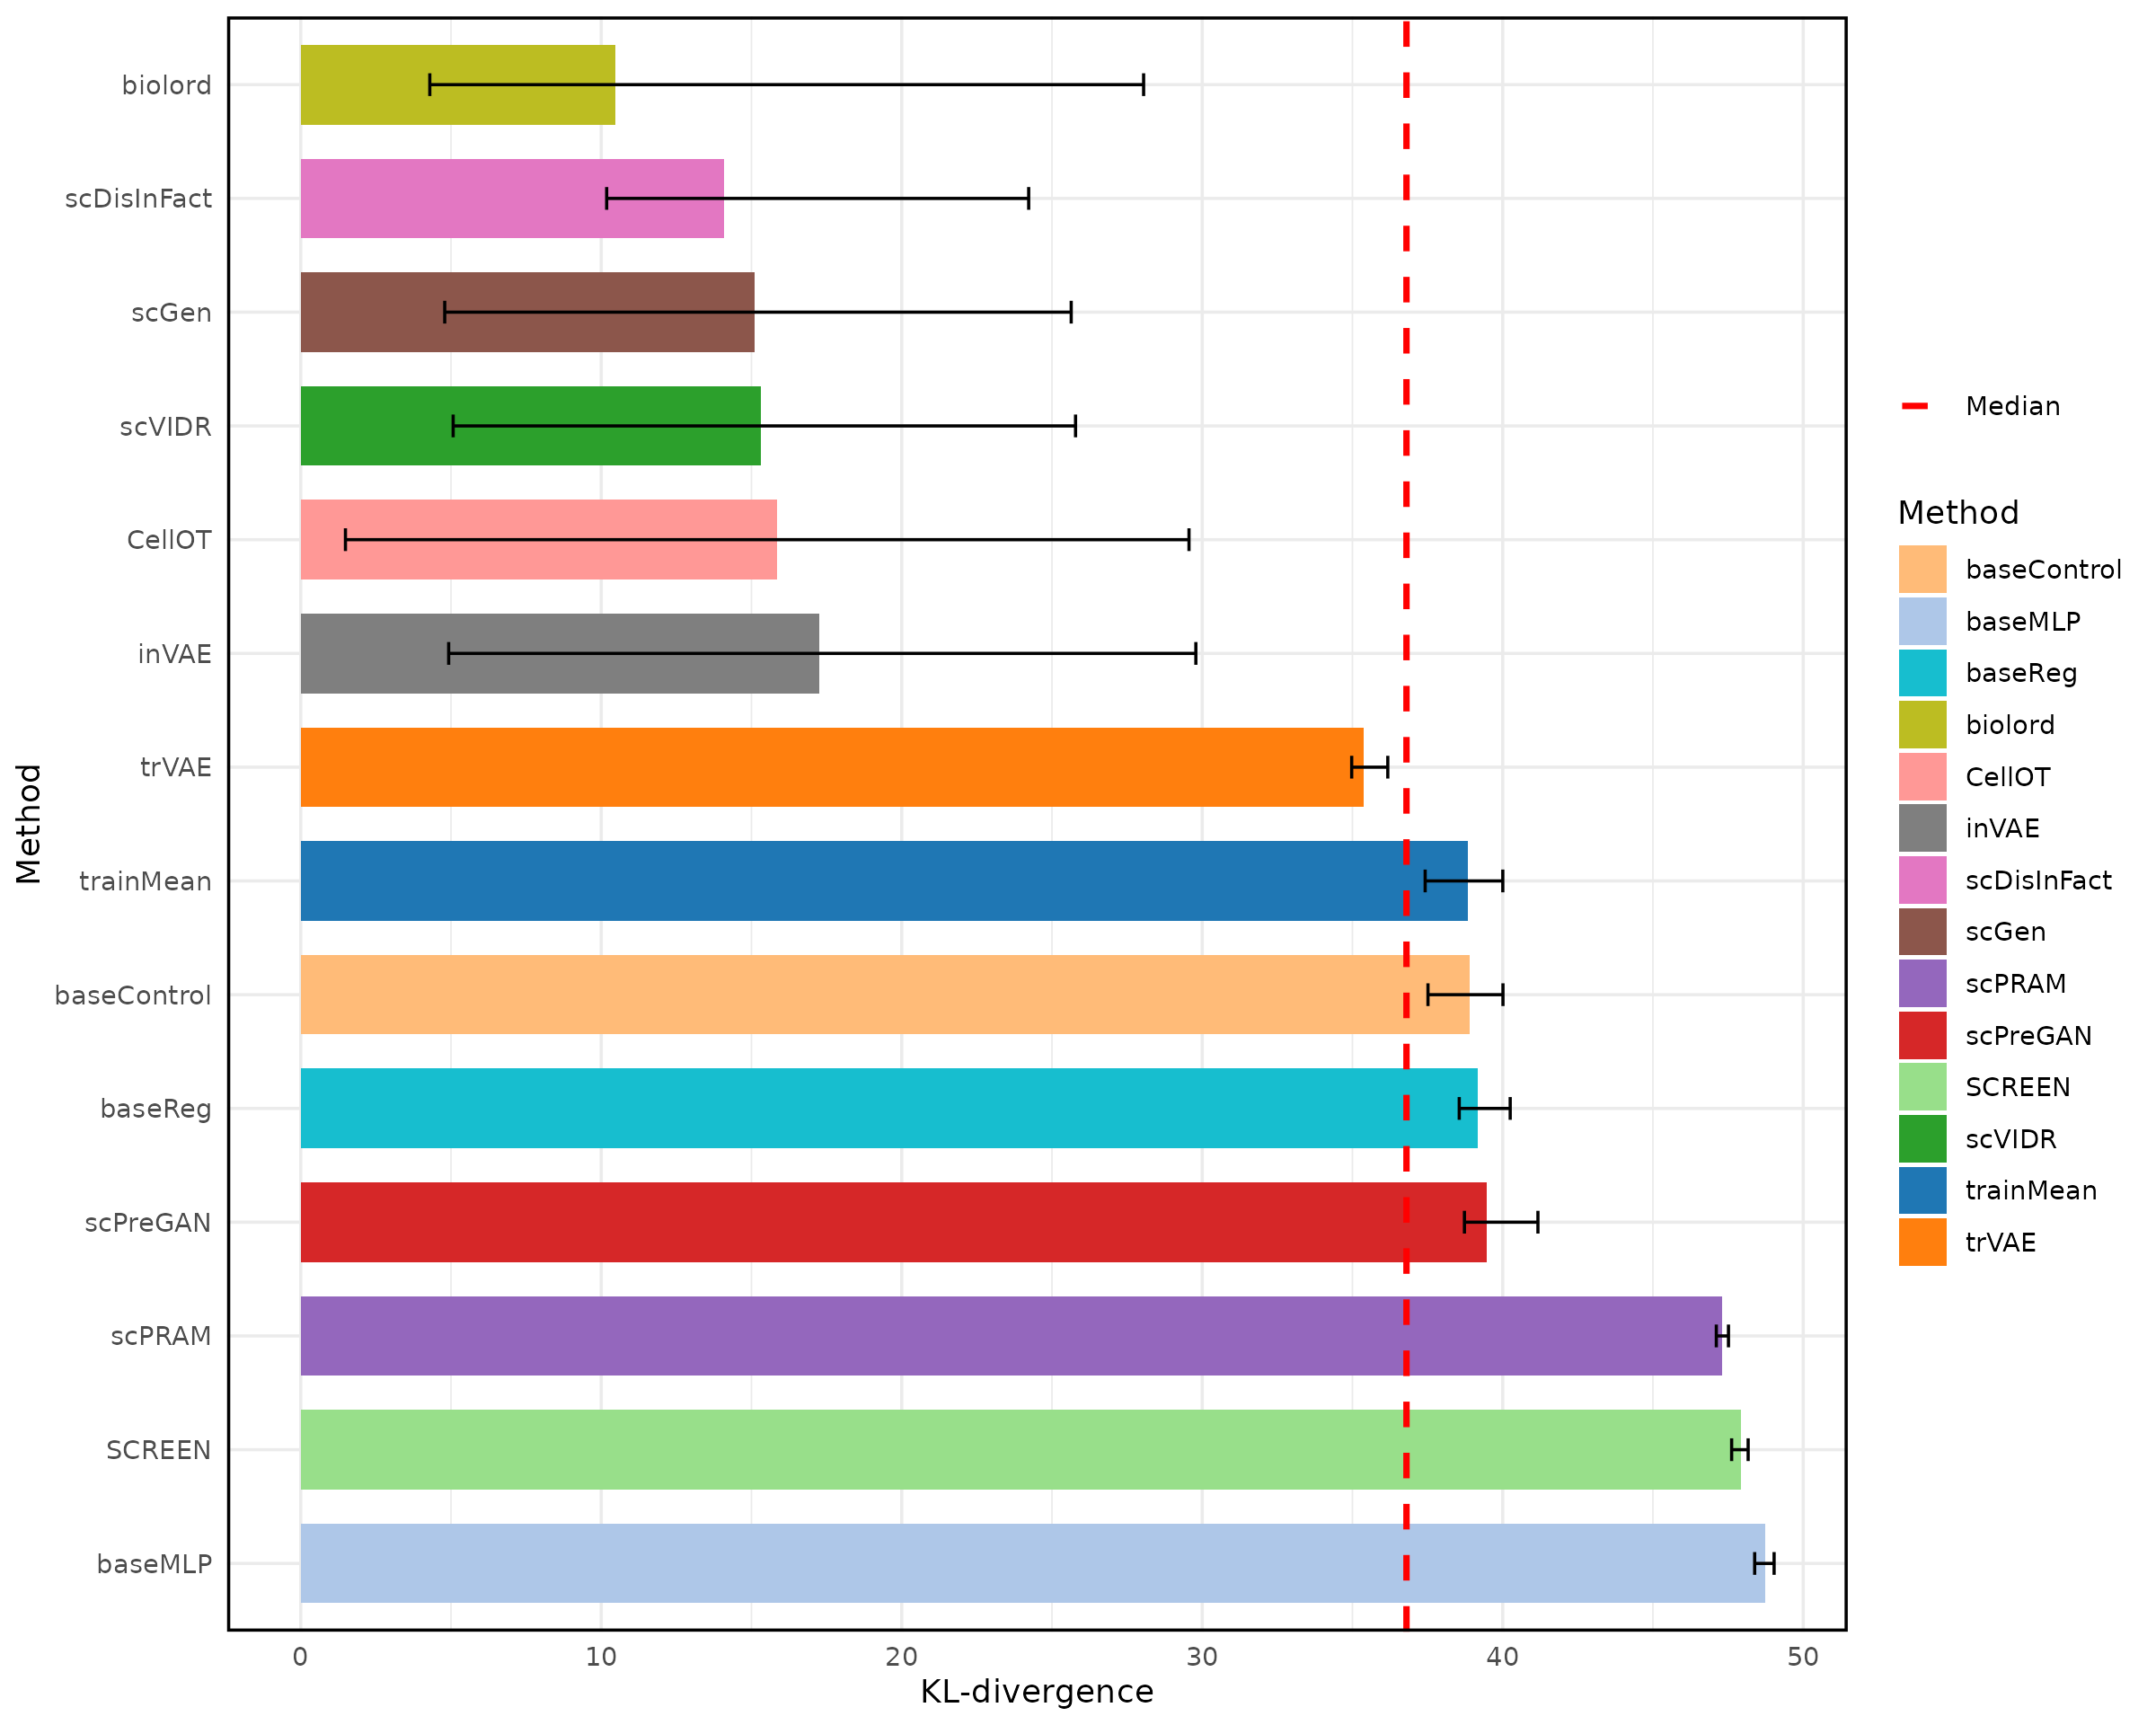 biolord
scDisInFact
scGen
scVIDR
CellOT
inVAE
trVAE
trainMean
baseControl
baseReg
scPreGAN
scPRAM
SCREEN
baseMLP
Method
0 10 20 30 40 50
KL-divergence
Median
Method
baseControl
baseMLP
baseReg
biolord
CellOT
inVAE
scDisInFact
scGen
scPRAM
scPreGAN
SCREEN
scVIDR
trainMean
trVAE